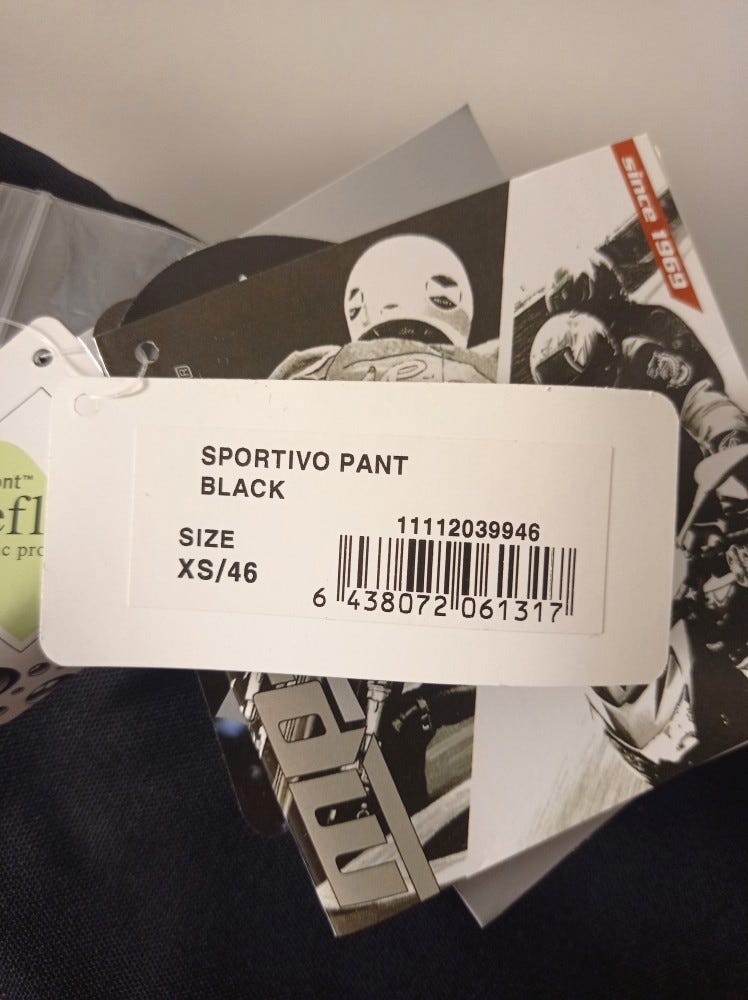 since 1969
SPORTIVO PANT
BLACK
SIZE
XS/46
11112039946
6 438072 061317